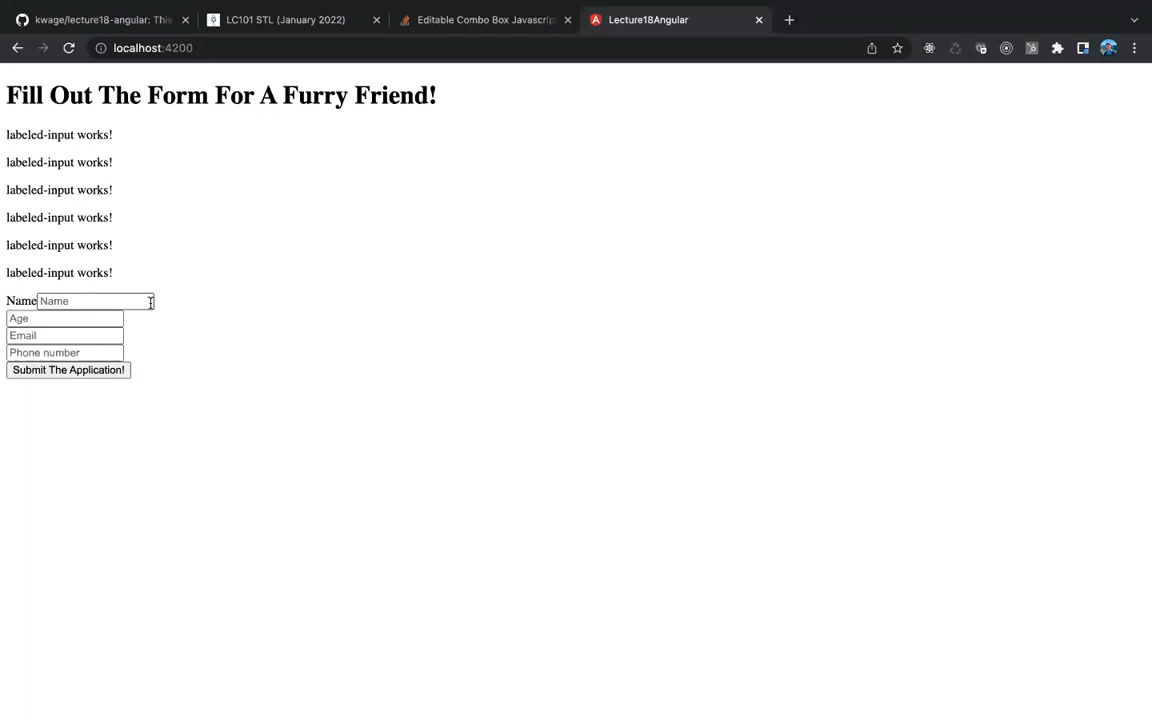 kwage/lecture18-angular: This
LC101 STL (January 2022)
Editable Combo Box Javascrip
Lecture18Angular
localhost:4200
Fill Out The Form For A Furry Friend!
labeled-input works!
labeled-input works!
labeled-input works!
labeled-input works!
labeled-input works!
labeled-input works!
Name Name
Age
Email
Phone number
Submit The Application!